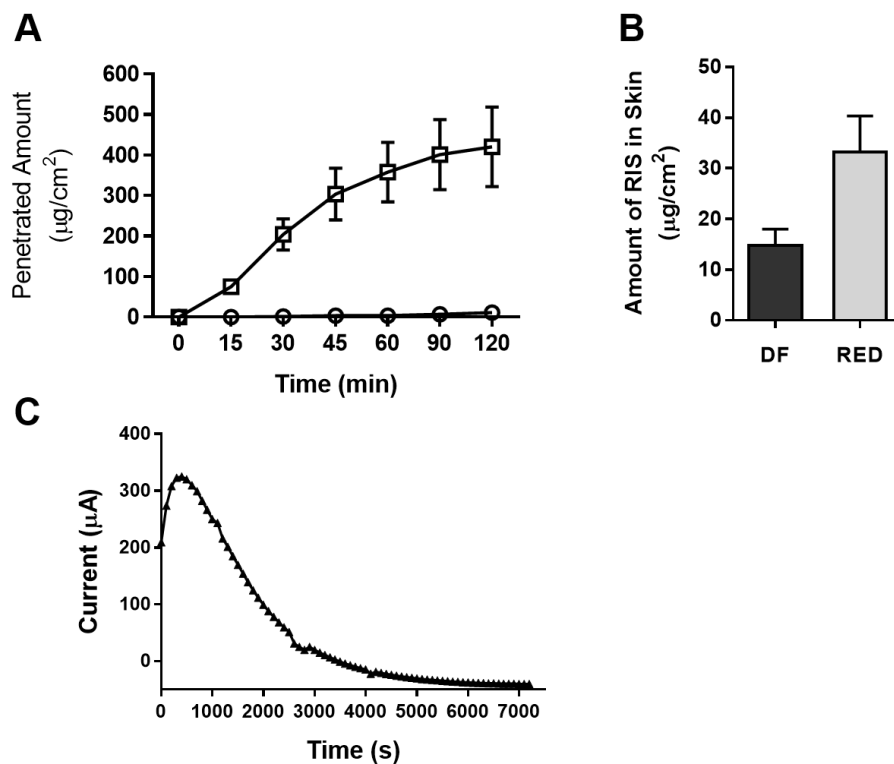 A
Penetrated Amount
(μg/cm²)
600
500
400
300
200
100
0
0 15 30 45 60 90 120
Time (min)
B
Amount of RIS in Skin
(μg/cm²)
50
40
30
20
10
0
DF RED
C
Current (μA)
400
300
200
100
0
0 1000 2000 3000 4000 5000 6000 7000
Time (s)